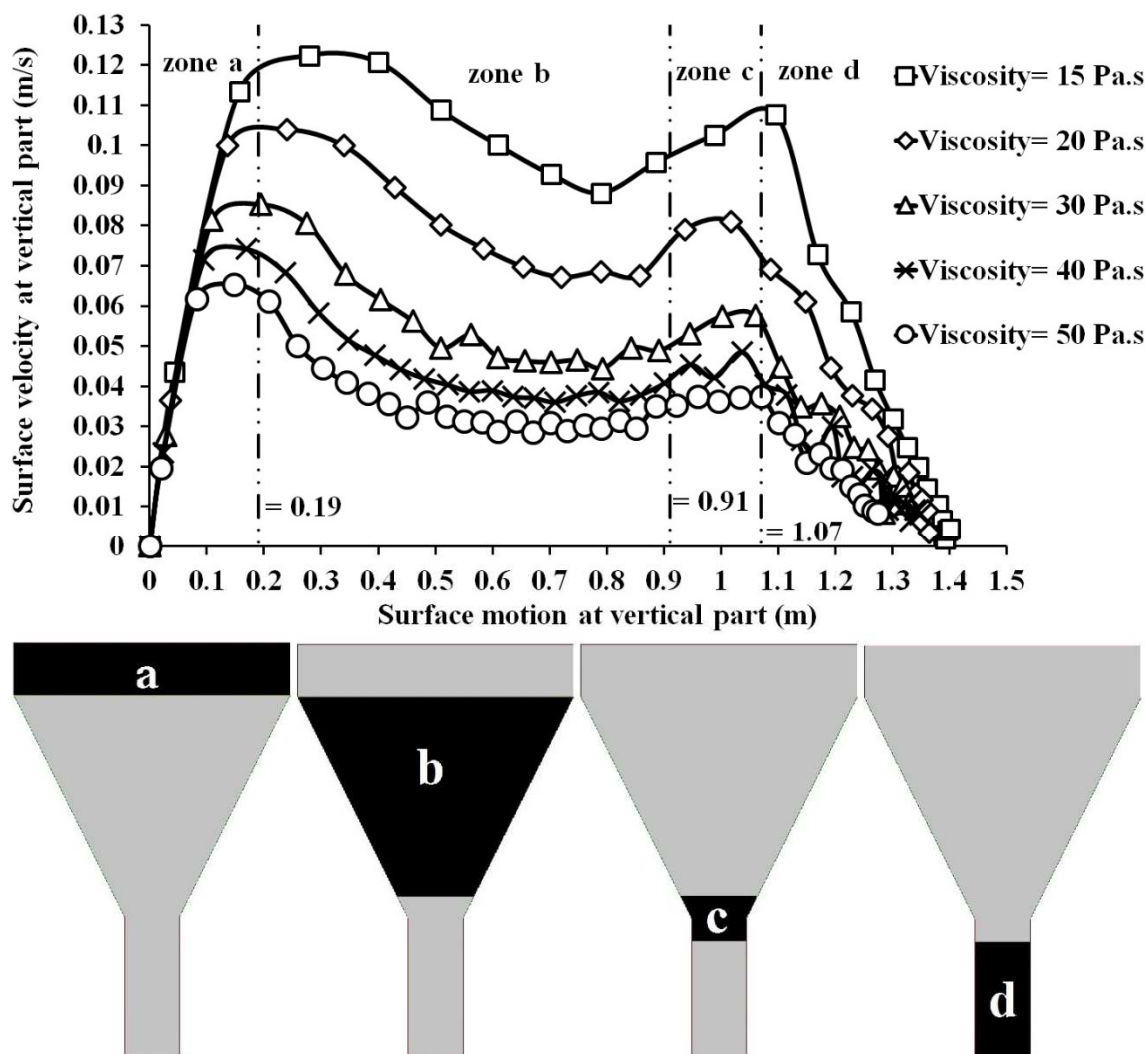 Surface velocity at vertical part (m/s)
0.13
0.12
0.11
0.1
0.09
0.08
0.07
0.06
0.05
0.04
0.03
0.02
0.01
0
zone a
zone b
zone c
zone d
= 0.19
= 0.91
= 1.07
0 0.1 0.2 0.3 0.4 0.5 0.6 0.7 0.8 0.9 1 1.1 1.2 1.3 1.4 1.5
Surface motion at vertical part (m)
Viscosity= 15 Pa.s
Viscosity= 20 Pa.s
Viscosity= 30 Pa.s
Viscosity= 40 Pa.s
Viscosity= 50 Pa.s
a
b
c
d